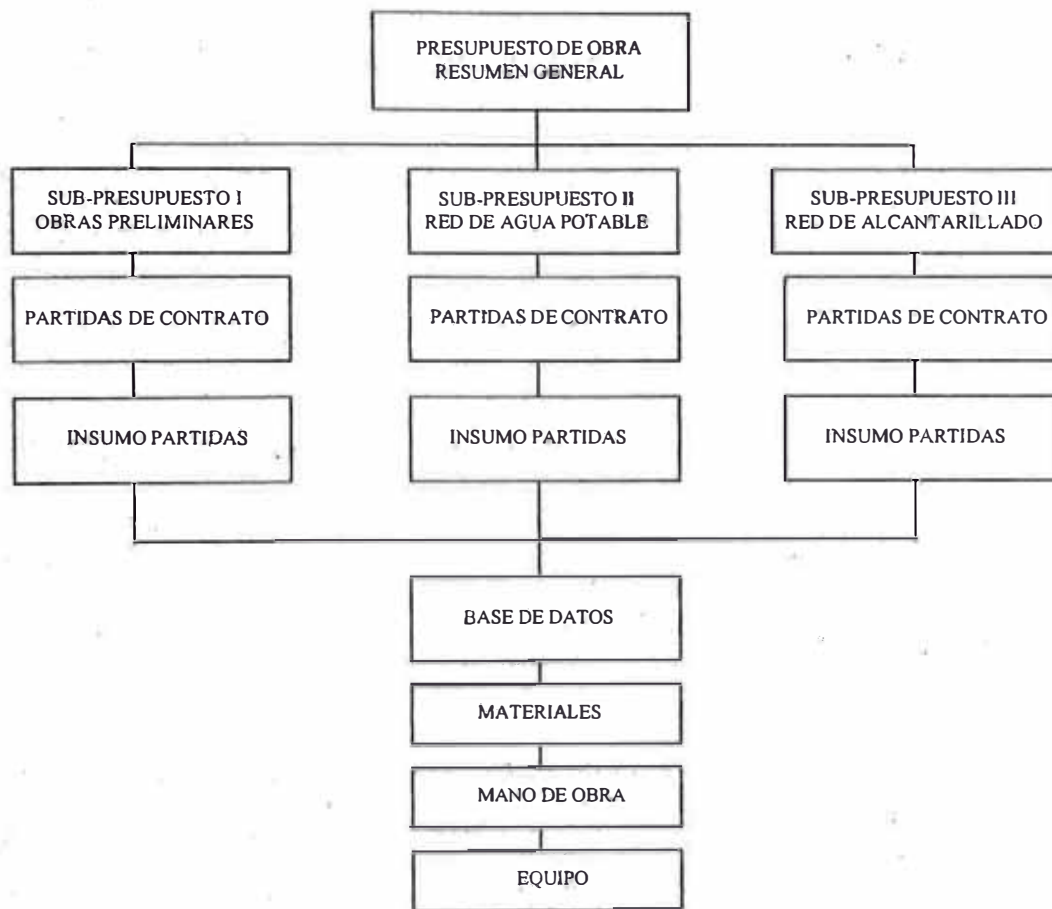 PRESUPUESTO DE OBRA
RESUMEN GENERAL
SUB-PRESUPUESTO I
OBRAS PRELIMINARES
SUB-PRESUPUESTO II
RED DE AGUA POTABLE
SUB-PRESUPUESTO III
RED DE ALCANTARILLADO
PARTIDAS DE CONTRATO
PARTIDAS DE CONTRATO
PARTIDAS DE CONTRATO
INSUMO PARTIDAS
INSUMO PARTIDAS
INSUMO PARTIDAS
BASE DE DATOS
MATERIALES
MANO DE OBRA
EQUIPO